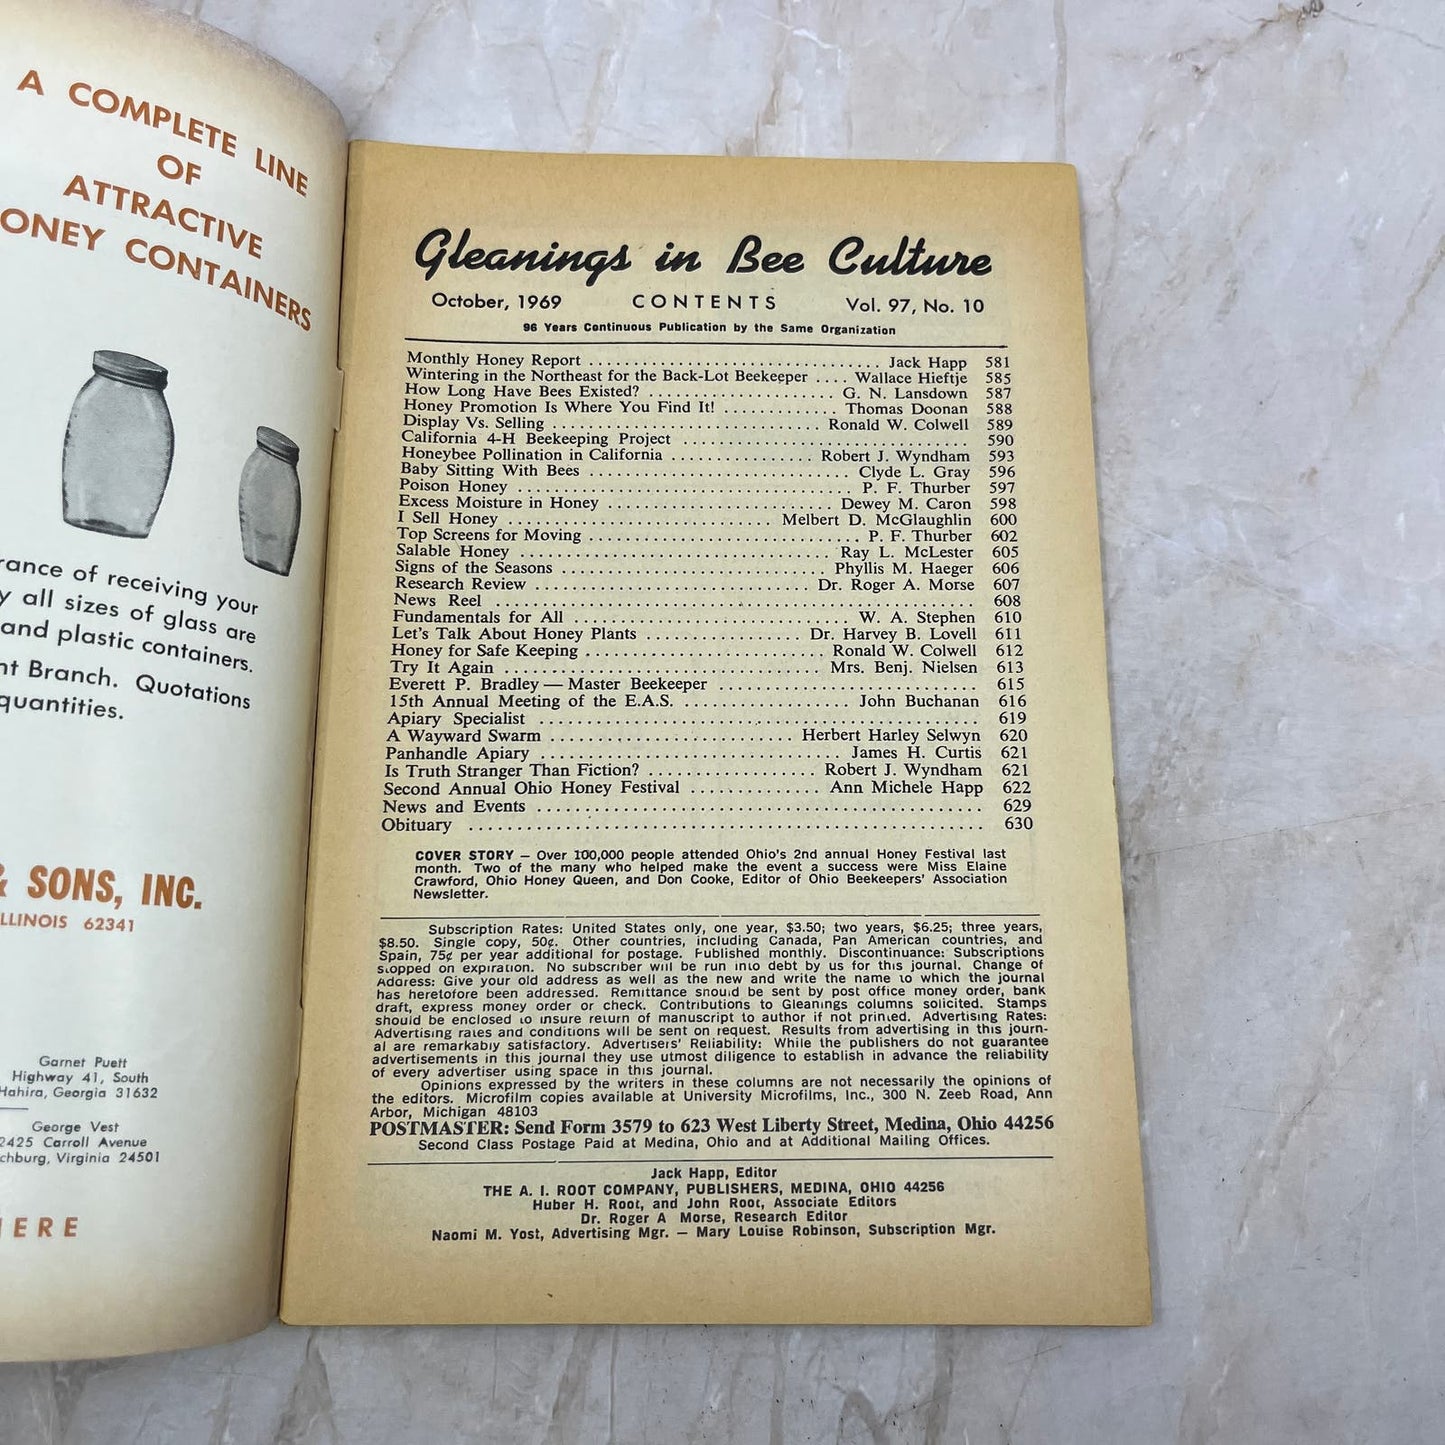 A COMPLETE LINE
OF
ATTRACTIVE
ONEY CONTAINERS
rance of receiving your
y all sizes of glass are
and plastic containers.
nt Branch. Quotations
quantities.
& SONS, INC.
LLINOIS 62341
Garnet Puett
Highway 41, South
Hahira, Georgia 31632
George Vest
2425 Carroll Avenue
chburg, Virginia 24501
HERE
Gleanings in Bee Culture
October, 1969 CONTENTS Vol. 97, No. 10
96 Years Continuous Publication by the Same Organization
Monthly Honey Report .................................. Jack Happ 581
Wintering in the Northeast for the Back-Lot Beekeeper .... Wallace Hieftje 585
How Long Have Bees Existed? ..................... G. N. Lansdown 587
Honey Promotion Is Where You Find It! ............. Thomas Doonan 588
Display Vs. Selling ................................ Ronald W. Colwell 589
California 4-H Beekeeping Project .................................. 590
Honeybee Pollination in California ................. Robert J. Wyndham 593
Baby Sitting With Bees .............................. Clyde L. Gray 596
Poison Honey ........................................ P. F. Thurber 597
Excess Moisture in Honey .......................... Dewey M. Caron 598
I Sell Honey ............................... Melbert D. McGlaughlin 600
Top Screens for Moving ................................ P. F. Thurber 602
Salable Honey ..................................... Ray L. McLester 605
Signs of the Seasons ............................... Phyllis M. Haeger 606
Research Review ................................. Dr. Roger A. Morse 607
News Reel ........................................................ 608
Fundamentals for All ................................. W. A. Stephen 610
Let's Talk About Honey Plants .................. Dr. Harvey B. Lovell 611
Honey for Safe Keeping ............................ Ronald W. Colwell 612
Try It Again ..................................... Mrs. Benj. Nielsen 613
Everett P. Bradley — Master Beekeeper .............................. 615
15th Annual Meeting of the E.A.S. ................... John Buchanan 616
Apiary Specialist .................................................. 619
A Wayward Swarm ............................ Herbert Harley Selwyn 620
Panhandle Apiary ................................... James H. Curtis 621
Is Truth Stranger Than Fiction? .................... Robert J. Wyndham 621
Second Annual Ohio Honey Festival ............... Ann Michele Happ 622
News and Events .................................................. 629
Obituary .......................................................... 630
COVER STORY — Over 100,000 people attended Ohio's 2nd annual Honey Festival last
month. Two of the many who helped make the event a success were Miss Elaine
Crawford, Ohio Honey Queen, and Don Cooke, Editor of Ohio Beekeepers' Association
Newsletter.
Subscription Rates: United States only, one year, $3.50; two years, $6.25; three years,
$8.50. Single copy, 50¢. Other countries, including Canada, Pan American countries, and
Spain, 75¢ per year additional for postage. Published monthly. Discontinuance: Subscriptions
stopped on expiration. No subscriber will be run into debt by us for this journal. Change of
Address: Give your old address as well as the new and write the name to which the journal
has heretofore been addressed. Remittance should be sent by post office money order, bank
draft, express money order or check. Contributions to Gleanings columns solicited. Stamps
should be enclosed to insure return of manuscript to author if not printed. Advertising Rates:
Advertising rates and conditions will be sent on request. Results from advertising in this journ-
al are remarkably satisfactory. Advertisers' Reliability: While the publishers do not guarantee
advertisements in this journal they use utmost diligence to establish in advance the reliability
of every advertiser using space in this journal.
Opinions expressed by the writers in these columns are not necessarily the opinions of
the editors. Microfilm copies available at University Microfilms, Inc., 300 N. Zeeb Road, Ann
Arbor, Michigan 48103
POSTMASTER: Send Form 3579 to 623 West Liberty Street, Medina, Ohio 44256
Second Class Postage Paid at Medina, Ohio and at Additional Mailing Offices.
Jack Happ, Editor
THE A. I. ROOT COMPANY, PUBLISHERS, MEDINA, OHIO 44256
Huber H. Root, and John Root, Associate Editors
Dr. Roger A Morse, Research Editor
Naomi M. Yost, Advertising Mgr. — Mary Louise Robinson, Subscription Mgr.